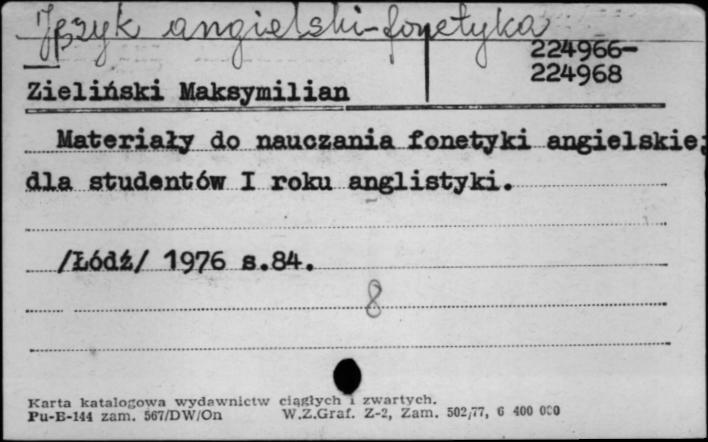 Język angielski-fonetyka
224966-
224968
Zieliński Maksymilian
Materiały do nauczania fonetyki angielskiej
dla studentów I roku anglistyki.
/Łódź/ 1976 s.84.
8
Karta katalogowa wydawnictw ciągłych i zwartych.
Pu-E-144 zam. 567/DW/On W.Z.Graf. Z-2, Zam. 502/77, 6 400 000